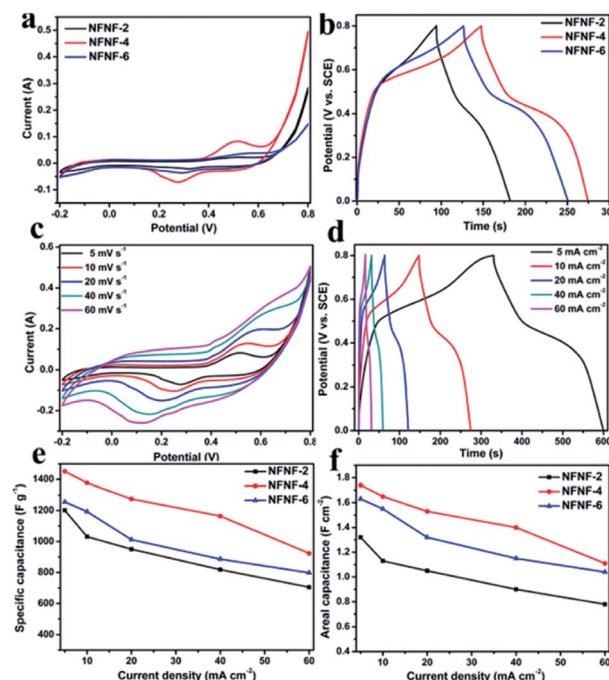 a
NFNF-2
NFNF-4
NFNF-6
0.5
0.4
0.3
0.2
0.1
0.0
-0.1
Current (A)
-0.2 0.0 0.2 0.4 0.6 0.8
Potential (V)
b
NFNF-2
NFNF-4
NFNF-6
0.8
0.6
0.4
0.2
0.0
Potential (V vs. SCE)
0 50 100 150 200 250 300
Time (s)
c
5 mV s⁻¹
10 mV s⁻¹
20 mV s⁻¹
40 mV s⁻¹
60 mV s⁻¹
0.6
0.4
0.2
0.0
-0.2
Current (A)
-0.2 0.0 0.2 0.4 0.6 0.8
Potential (V)
d
5 mA cm⁻²
10 mA cm⁻²
20 mA cm⁻²
40 mA cm⁻²
60 mA cm⁻²
1.0
0.8
0.6
0.4
0.2
0.0
Potential (V vs. SCE)
0 100 200 300 400 500 600
Time (s)
e
NFNF-2
NFNF-4
NFNF-6
1400
1200
1000
800
600
400
Specific capacitance (F g⁻¹)
10 20 30 40 50 60
Current density (mA cm⁻²)
f
NFNF-2
NFNF-4
NFNF-6
1.8
1.6
1.4
1.2
1.0
0.8
0.6
0.4
Areal capacitance (F cm⁻²)
10 20 30 40 50 60
Current density (mA cm⁻²)